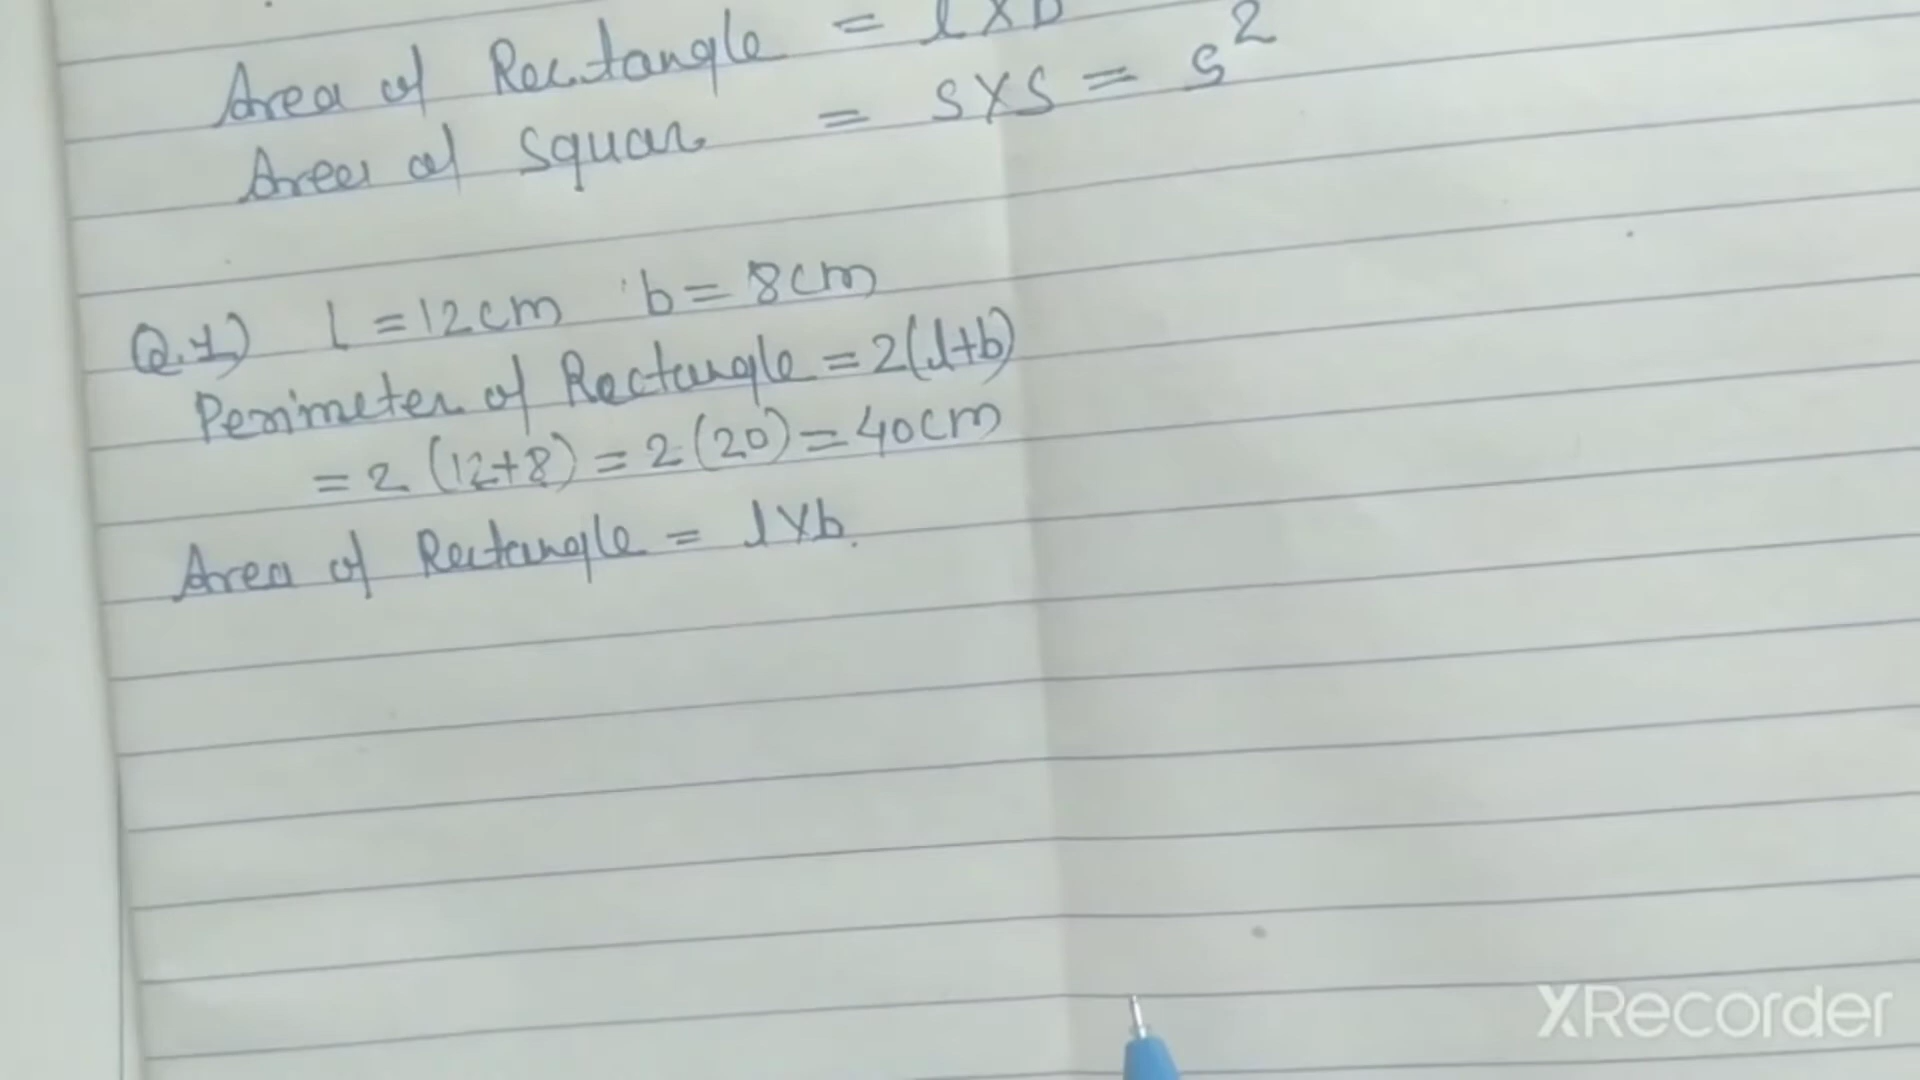 Area of Rectangle = l×b
Area of Squar = S×S = S²
Q.1) l = 12cm b = 8cm
Perimeter of Rectangle = 2(l+b)
= 2 (12+8) = 2 (20) = 40cm
Area of Rectangle = l×b.
XRecorder